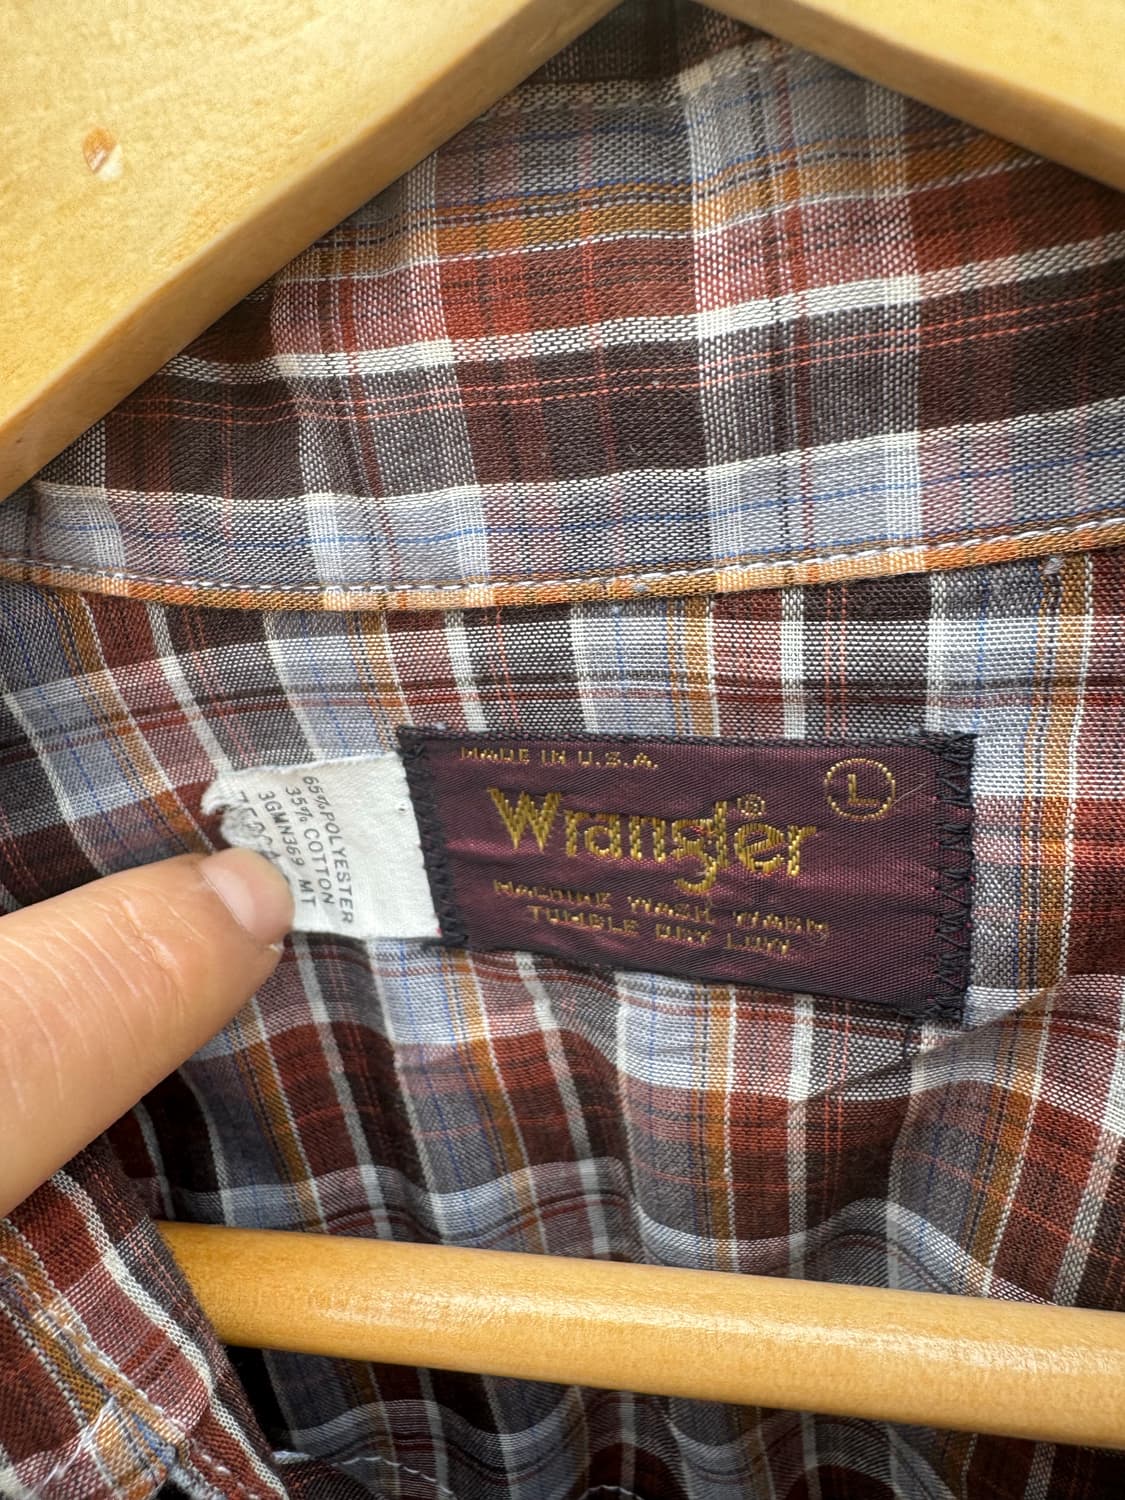 MADE IN U.S.A.
L
Wrangler®
MACHINE WASH WARM
TUMBLE DRY LOW
65% POLYESTER
35% COTTON
3GMN369 MT